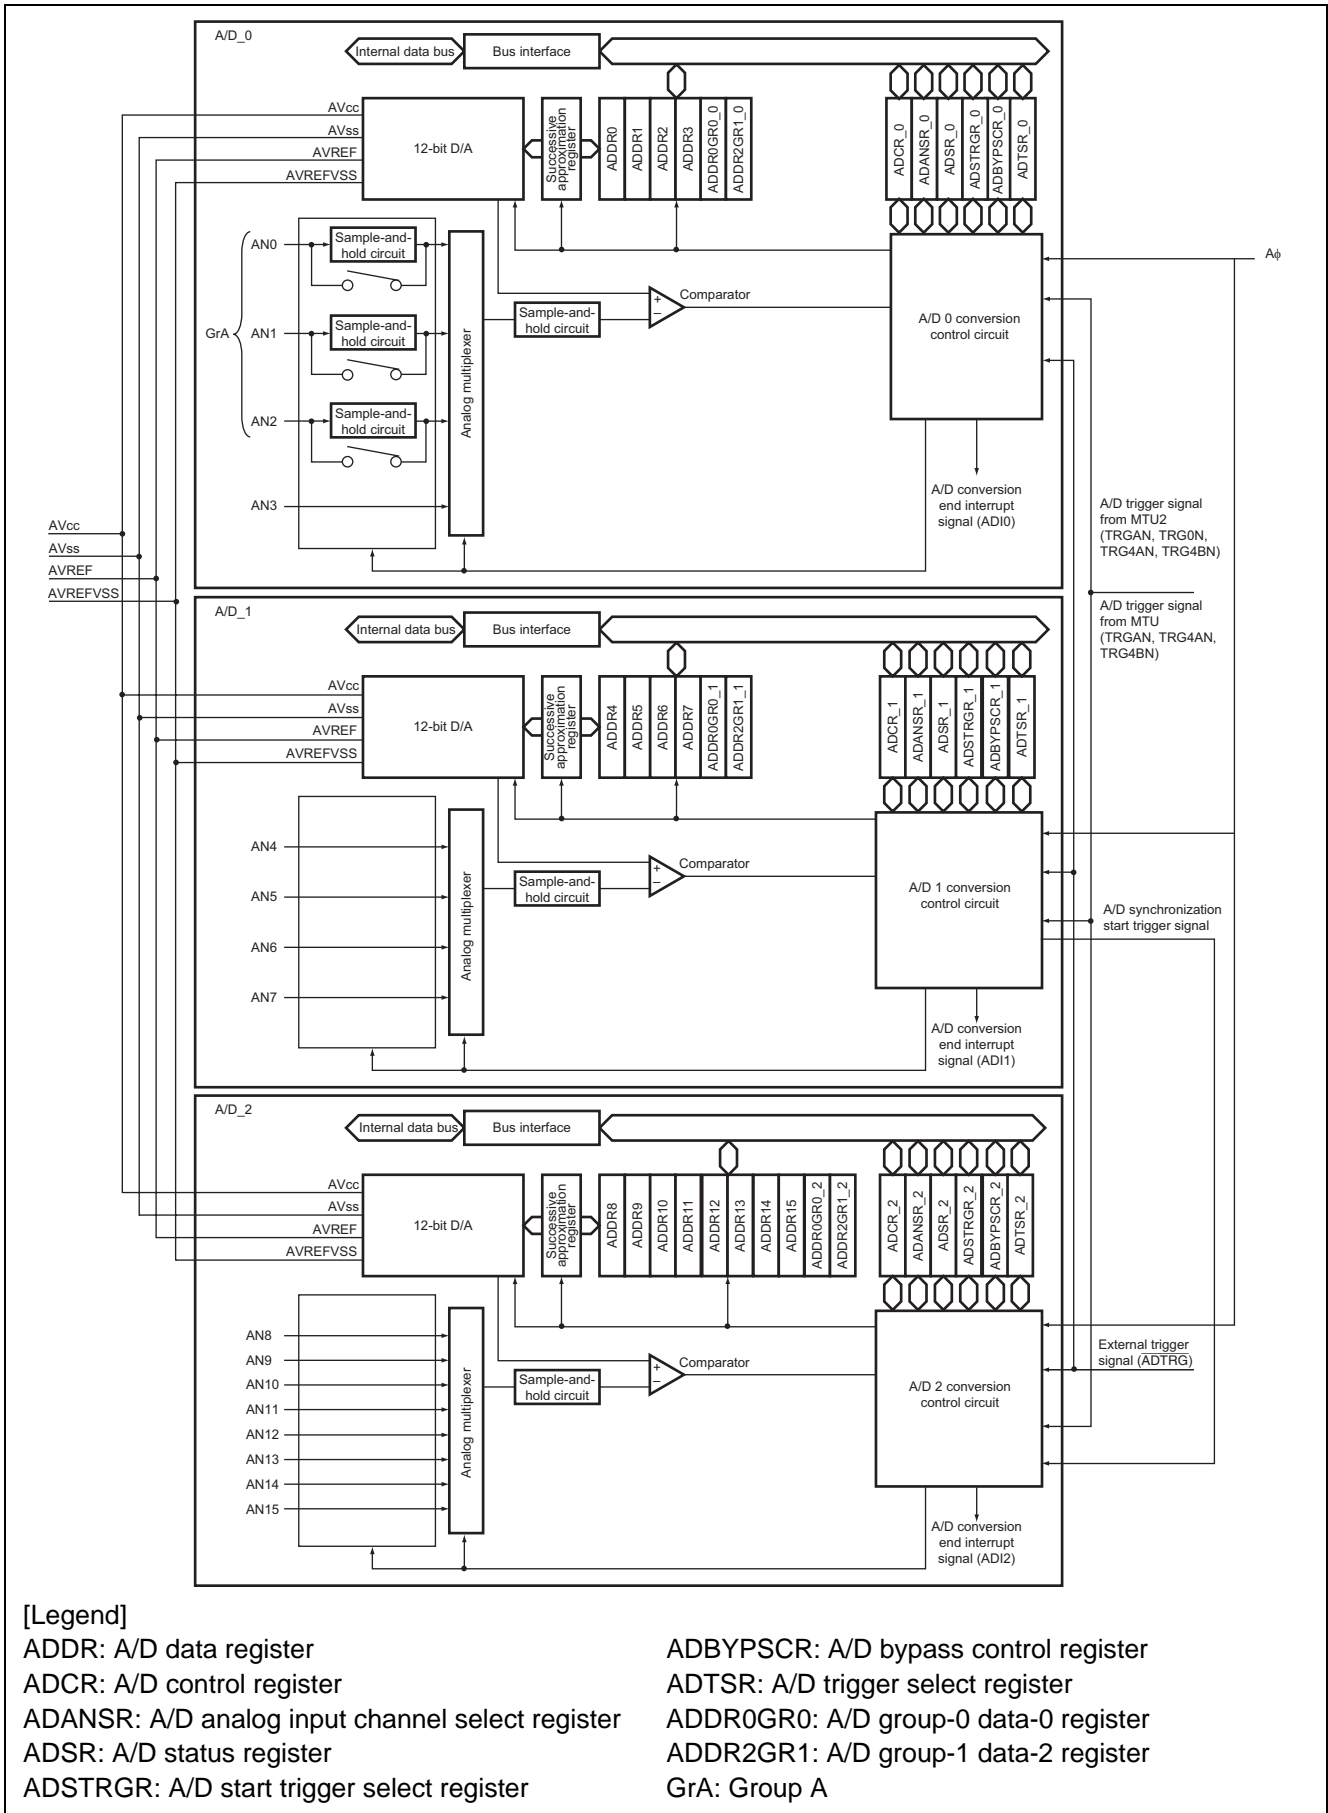 A/D_0
Internal data bus
Bus interface
AVcc
AVss
AVREF
AVREFVSS
12-bit D/A
Successive
approximation
register
ADDR0
ADDR1
ADDR2
ADDR3
ADDR0GR0_0
ADDR2GR1_0
ADCR_0
ADANSR_0
ADSR_0
ADSTRGR_0
ADBYPSCR_0
ADTSR_0
GrA
AN0
Sample-and-
hold circuit
AN1
Sample-and-
hold circuit
AN2
Sample-and-
hold circuit
AN3
Analog multiplexer
Sample-and-
hold circuit
+
–
Comparator
A/D 0 conversion
control circuit
A/D conversion
end interrupt
signal (ADI0)
Aϕ
A/D trigger signal
from MTU2
(TRGAN, TRG0N,
TRG4AN, TRG4BN)
A/D trigger signal
from MTU
(TRGAN, TRG4AN,
TRG4BN)
AVcc
AVss
AVREF
AVREFVSS
A/D_1
Internal data bus
Bus interface
AVcc
AVss
AVREF
AVREFVSS
12-bit D/A
Successive
approximation
register
ADDR4
ADDR5
ADDR6
ADDR7
ADDR0GR0_1
ADDR2GR1_1
ADCR_1
ADANSR_1
ADSR_1
ADSTRGR_1
ADBYPSCR_1
ADTSR_1
AN4
AN5
AN6
AN7
Analog multiplexer
Sample-and-
hold circuit
+
–
Comparator
A/D 1 conversion
control circuit
A/D synchronization
start trigger signal
A/D conversion
end interrupt
signal (ADI1)
A/D_2
Internal data bus
Bus interface
AVcc
AVss
AVREF
AVREFVSS
12-bit D/A
Successive
approximation
register
ADDR8
ADDR9
ADDR10
ADDR11
ADDR12
ADDR13
ADDR14
ADDR15
ADDR0GR0_2
ADDR2GR1_2
ADCR_2
ADANSR_2
ADSR_2
ADSTRGR_2
ADBYPSCR_2
ADTSR_2
AN8
AN9
AN10
AN11
AN12
AN13
AN14
AN15
Analog multiplexer
Sample-and-
hold circuit
+
–
Comparator
A/D 2 conversion
control circuit
External trigger
signal (ADTRG)
A/D conversion
end interrupt
signal (ADI2)
[Legend]
ADDR: A/D data register
ADCR: A/D control register
ADANSR: A/D analog input channel select register
ADSR: A/D status register
ADSTRGR: A/D start trigger select register
ADBYPSCR: A/D bypass control register
ADTSR: A/D trigger select register
ADDR0GR0: A/D group-0 data-0 register
ADDR2GR1: A/D group-1 data-2 register
GrA: Group A